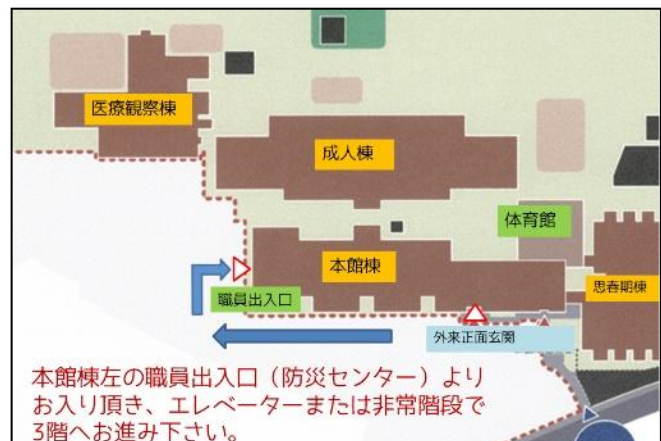 医療観察棟
成人棟
体育館
本館棟
思春期棟
職員出入口
外来正面玄関
本館棟左の職員出入口（防災センター）より
お入り頂き、エレベーターまたは非常階段で
3階へお進み下さい。